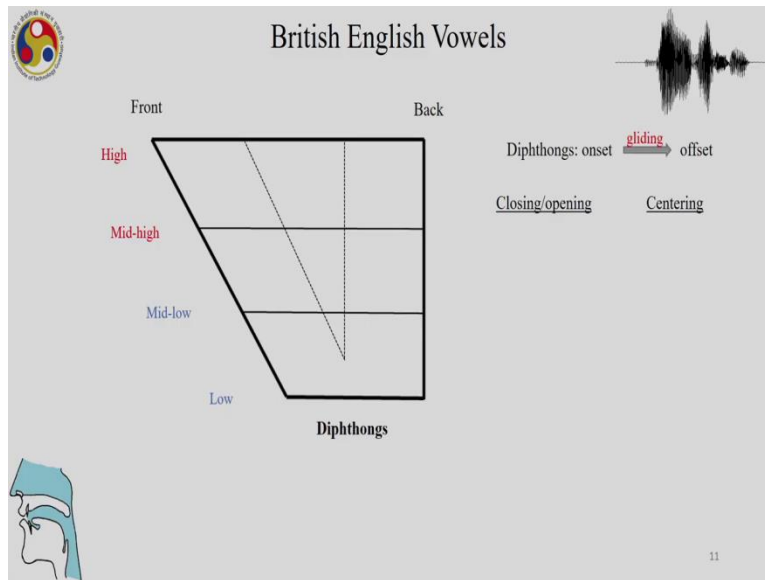 British English Vowels
Front
Back
High
Mid-high
Mid-low
Low
Diphthongs
Diphthongs: onset gliding offset
Closing/opening
Centering
11